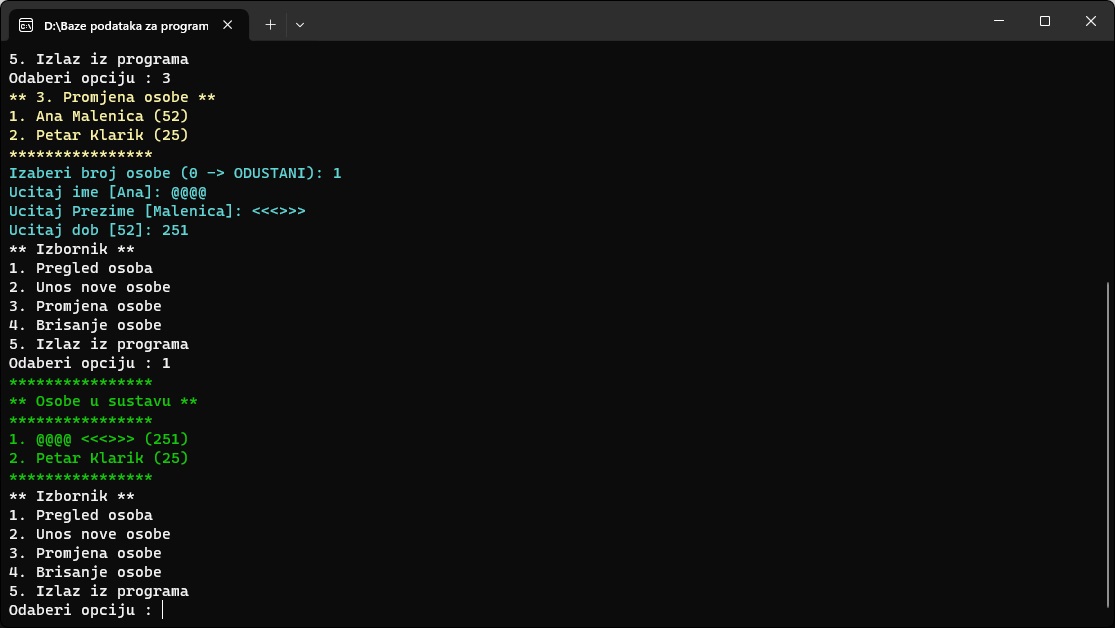 D:\Baze podataka za program
5. Izlaz iz programa
Odaberi opciju : 3
** 3. Promjena osobe **
1. Ana Malenica (52)
2. Petar Klarik (25)
****************
Izaberi broj osobe (0 -> ODUSTANI): 1
Ucitaj ime [Ana]: @@@@
Ucitaj Prezime [Malenica]: <<<>>>
Ucitaj dob [52]: 251
** Izbornik **
1. Pregled osoba
2. Unos nove osobe
3. Promjena osobe
4. Brisanje osobe
5. Izlaz iz programa
Odaberi opciju : 1
****************
** Osobe u sustavu **
****************
1. @@@@ <<<>>> (251)
2. Petar Klarik (25)
****************
** Izbornik **
1. Pregled osoba
2. Unos nove osobe
3. Promjena osobe
4. Brisanje osobe
5. Izlaz iz programa
Odaberi opciju :